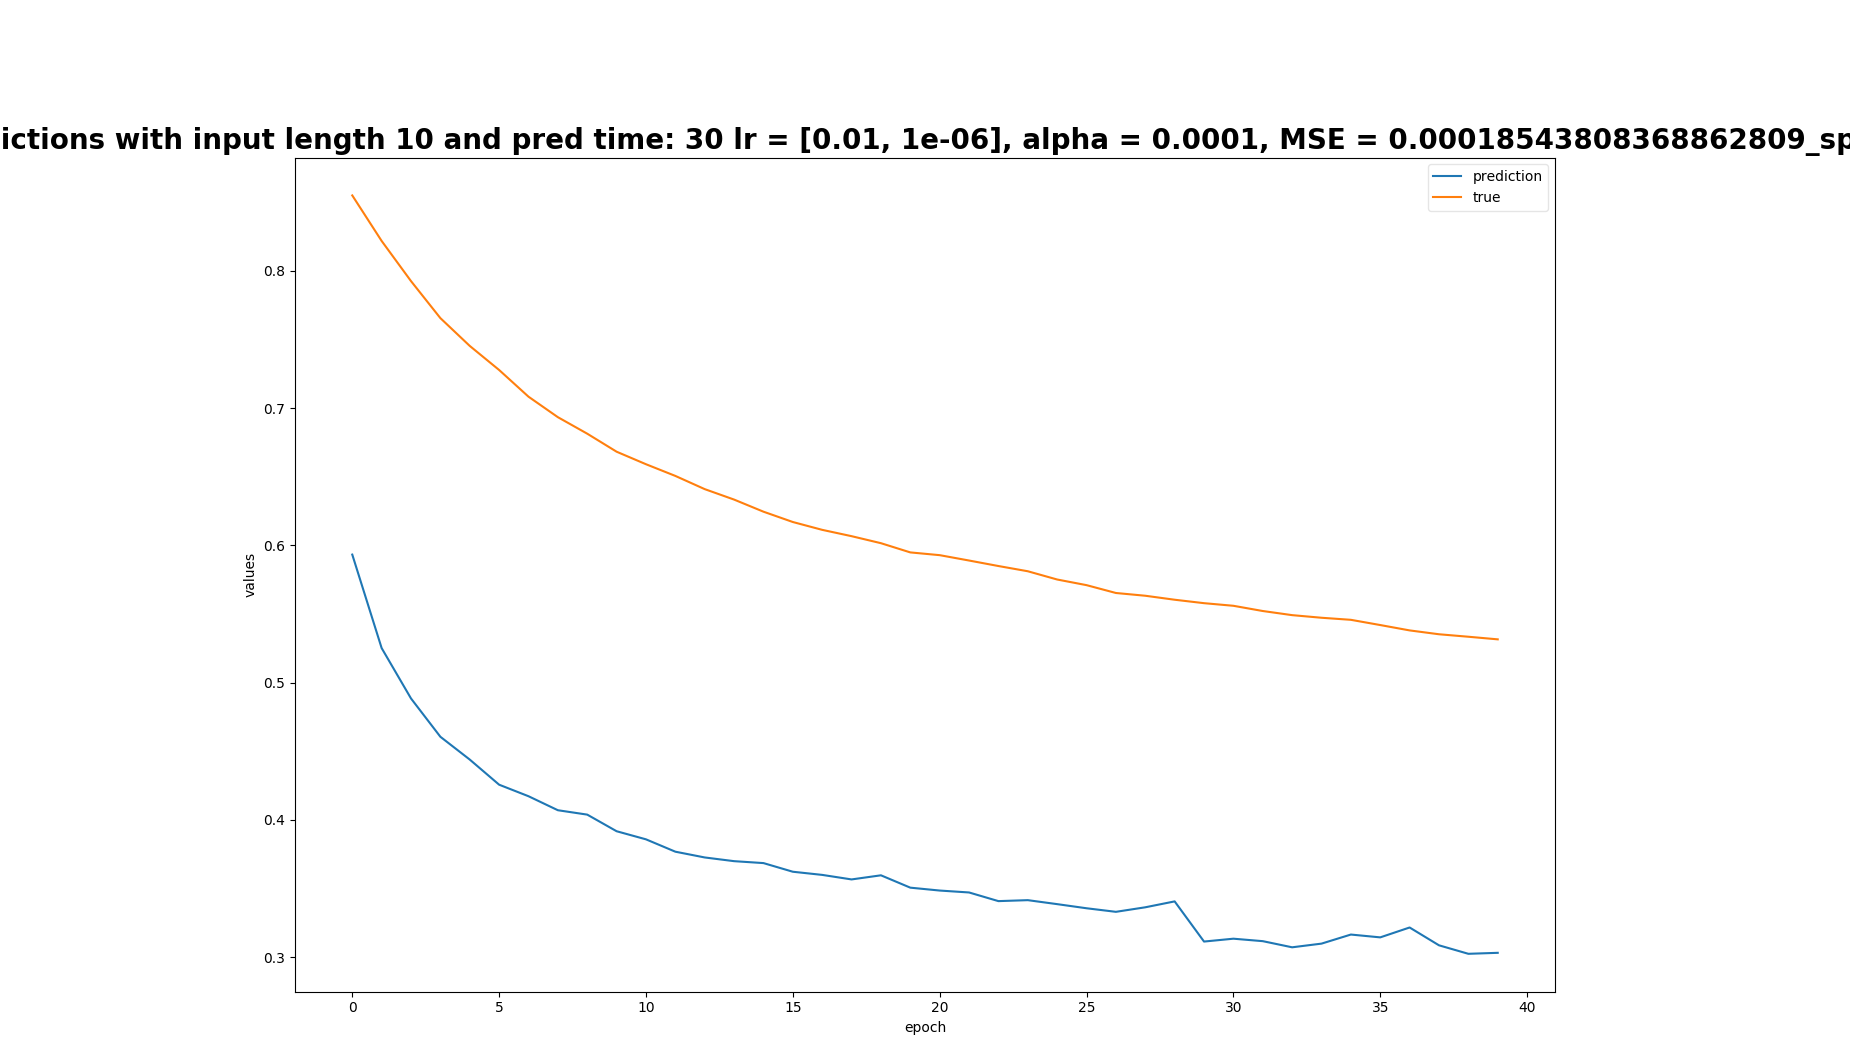 ictions with input length 10 and pred time: 30 lr = [0.01, 1e-06], alpha = 0.0001, MSE = 0.00018543808368862809_sp
prediction
true
0.8
0.7
0.6
0.5
0.4
0.3
values
0 5 10 15 20 25 30 35 40
epoch